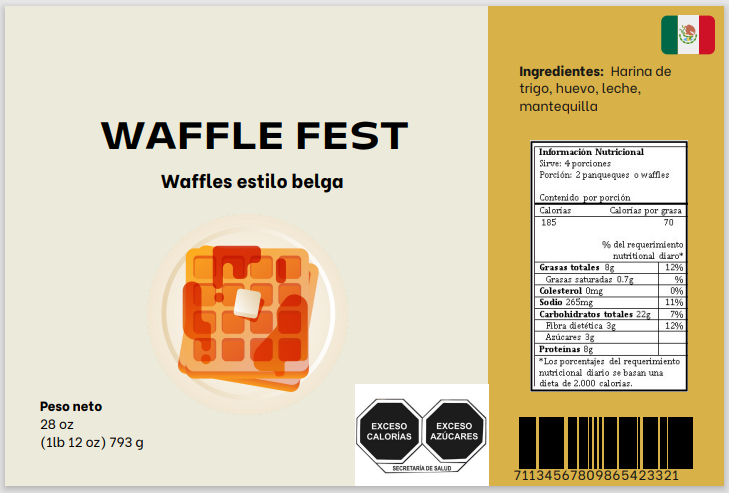 WAFFLE FEST
Waffles estilo belga
Peso neto
28 oz
(1lb 12 oz) 793 g
EXCESO
CALORÍAS
EXCESO
AZÚCARES
SECRETARÍA DE SALUD
Ingredientes: Harina de
trigo, huevo, leche,
mantequilla
Información Nutricional
Sirve: 4 porciones
Porción: 2 panqueques o waffles
Contenido por porción
Calorías Calorías por grasa
185 70
% del requerimiento
nutritional diaro*
Grasas totales 8g 12%
Grasas saturadas 0.7g %
Colesterol 0mg 0%
Sodio 265mg 11%
Carbohidratos totales 22g 7%
Fibra dietética 3g 12%
Azúcares 3g
Proteínas 8g
*Los porcentajes del requerimiento
nutricional diario se basan una
dieta de 2.000 calorías.
71134567809865423321